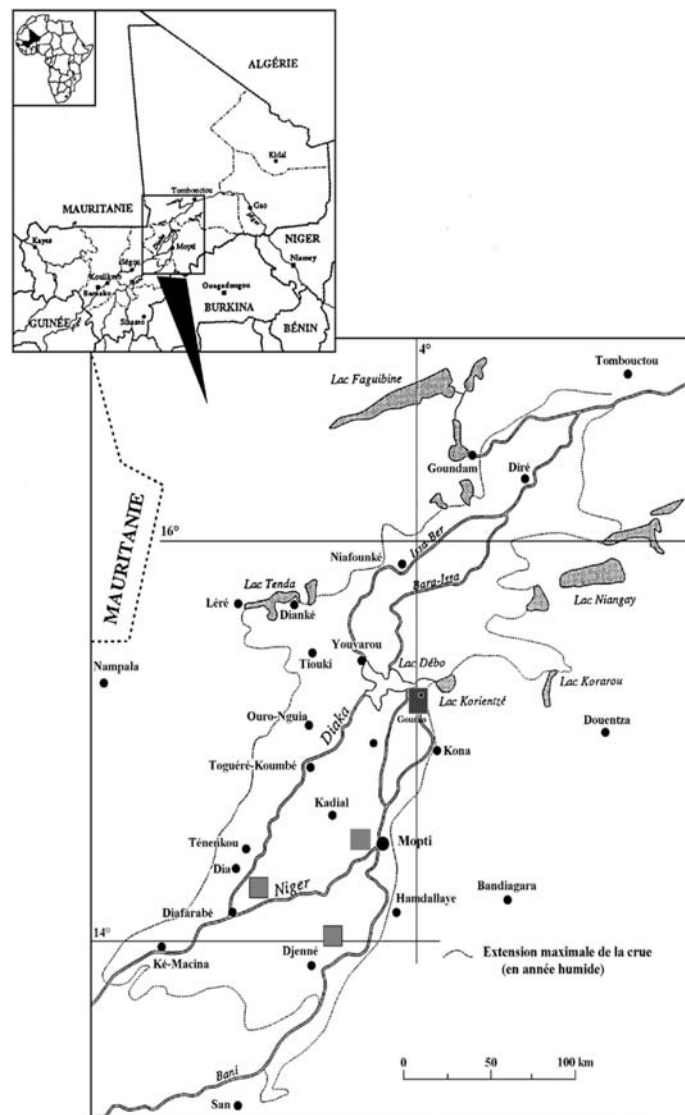 ALGÉRIE
Kidal
Tombouctou
MAURITANIE
Gao
Kayes
Mopti
NIGER
Ségou
Niamey
Koulikoro
Bamako
Ouagadougou
BURKINA
GUINÉE
Sikasso
BÉNIN
4°
Tombouctou
Lac Faguibine
Goundam
Diré
MAURITANIE
16°
Issa-Ber
Niafounké
Bara-Issa
Lac Tenda
Lac Niangay
Léré
Dianké
Youvarou
Tiouki
Lac Débo
Nampala
Lac Korarou
Lac Korientzé
Gourao
Ouro-Nguia
Diaka
Douentza
Kona
Toguéré-Koumbé
Kadial
Mopti
Ténenkou
Dia
Niger
Bandiagara
Hamdallaye
Diafarabé
14°
Ké-Macina
Djenné
Extension maximale de la crue
(en année humide)
Bani
0 50 100 km
San